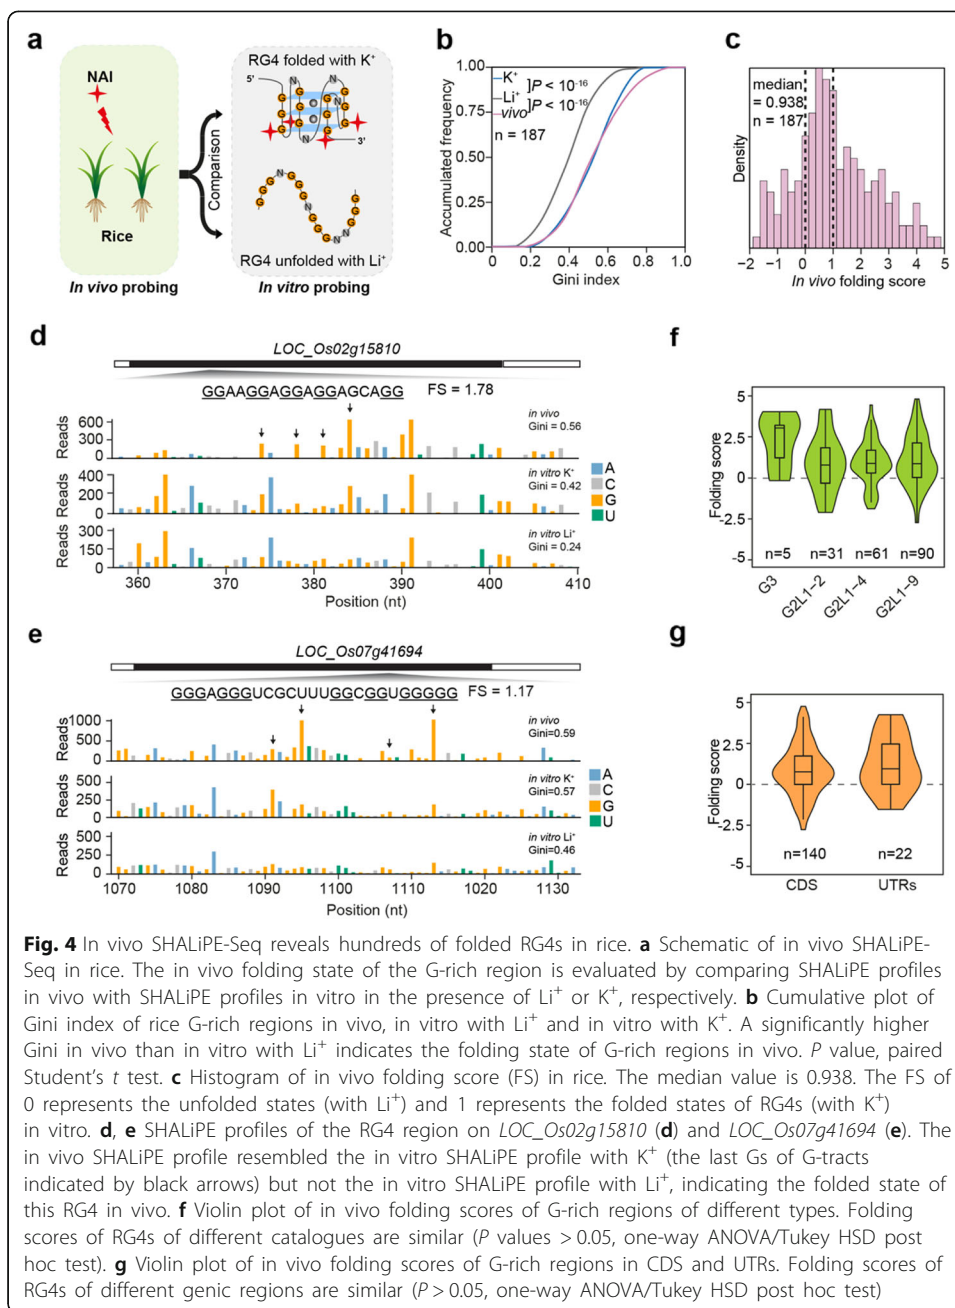 a
NAI
Rice
In vivo probing
Comparison
RG4 folded with K⁺
5'
3'
N
G
RG4 unfolded with Li⁺
In vitro probing
b
Accumulated frequency
1.00
0.75
0.50
0.25
0.00
K⁺
Li⁺
vivo
]P < 10⁻¹⁶
]P < 10⁻¹⁶
n = 187
0 0.2 0.4 0.6 0.8 1.0
Gini index
c
Density
median
= 0.938
n = 187
−2 −1 0 1 2 3 4 5
In vivo folding score
d
LOC_Os02g15810
GGAAGGAGGAGGAGCAGG FS = 1.78
Reads
600
300
0
in vivo
Gini = 0.56
Reads
400
200
0
in vitro K⁺
Gini = 0.42
Reads
300
150
0
in vitro Li⁺
Gini = 0.24
A
C
G
U
360 370 380 390 400 410
Position (nt)
e
LOC_Os07g41694
GGGAGGGUCGCUUUGGCGGUGGGGG FS = 1.17
Reads
1000
500
0
in vivo
Gini=0.59
Reads
500
250
0
in vitro K⁺
Gini=0.57
Reads
500
250
0
in vitro Li⁺
Gini=0.46
A
C
G
U
1070 1080 1090 1100 1110 1020 1130
Position (nt)
f
Folding score
5
2.5
0
-2.5
-5
n=5 n=31 n=61 n=90
G3 G2L1−2 G2L1−4 G2L1−9
g
Folding score
5
2.5
0
-2.5
-5
n=140 n=22
CDS UTRs
Fig. 4 In vivo SHALiPE-Seq reveals hundreds of folded RG4s in rice. a Schematic of in vivo SHALiPE-
Seq in rice. The in vivo folding state of the G-rich region is evaluated by comparing SHALiPE profiles
in vivo with SHALiPE profiles in vitro in the presence of Li⁺ or K⁺, respectively. b Cumulative plot of
Gini index of rice G-rich regions in vivo, in vitro with Li⁺ and in vitro with K⁺. A significantly higher
Gini in vivo than in vitro with Li⁺ indicates the folding state of G-rich regions in vivo. P value, paired
Student's t test. c Histogram of in vivo folding score (FS) in rice. The median value is 0.938. The FS of
0 represents the unfolded states (with Li⁺) and 1 represents the folded states of RG4s (with K⁺)
in vitro. d, e SHALiPE profiles of the RG4 region on LOC_Os02g15810 (d) and LOC_Os07g41694 (e). The
in vivo SHALiPE profile resembled the in vitro SHALiPE profile with K⁺ (the last Gs of G-tracts
indicated by black arrows) but not the in vitro SHALiPE profile with Li⁺, indicating the folded state of
this RG4 in vivo. f Violin plot of in vivo folding scores of G-rich regions of different types. Folding
scores of RG4s of different catalogues are similar (P values > 0.05, one-way ANOVA/Tukey HSD post
hoc test). g Violin plot of in vivo folding scores of G-rich regions in CDS and UTRs. Folding scores of
RG4s of different genic regions are similar (P > 0.05, one-way ANOVA/Tukey HSD post hoc test)